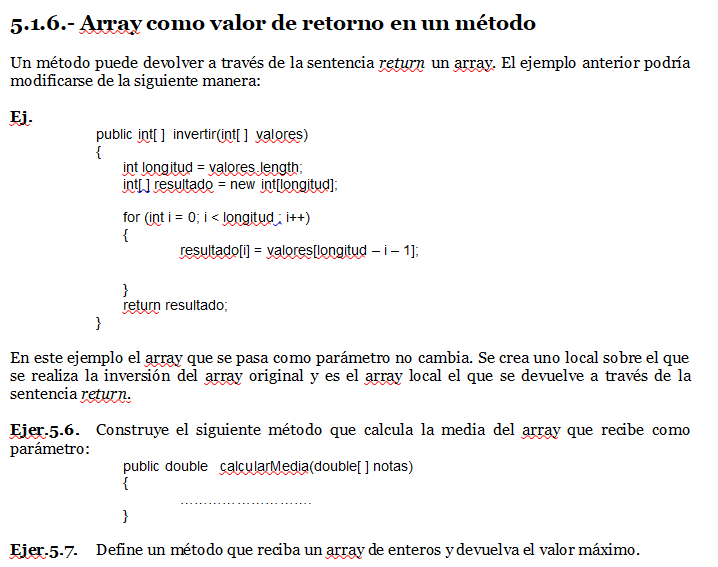 5.1.6.- Array como valor de retorno en un método
Un método puede devolver a través de la sentencia return un array. El ejemplo anterior podría
modificarse de la siguiente manera:
Ej.
public int[ ] invertir(int[ ] valores)
{
int longitud = valores.length;
int[ ] resultado = new int[longitud];
for (int i = 0; i < longitud ; i++)
{
resultado[i] = valores[longitud – i – 1];
}
return resultado;
}
En este ejemplo el array que se pasa como parámetro no cambia. Se crea uno local sobre el que
se realiza la inversión del array original y es el array local el que se devuelve a través de la
sentencia return.
Ejer.5.6. Construye el siguiente método que calcula la media del array que recibe como
parámetro:
public double calcularMedia(double[ ] notas)
{
...........................
}
Ejer.5.7. Define un método que reciba un array de enteros y devuelva el valor máximo.